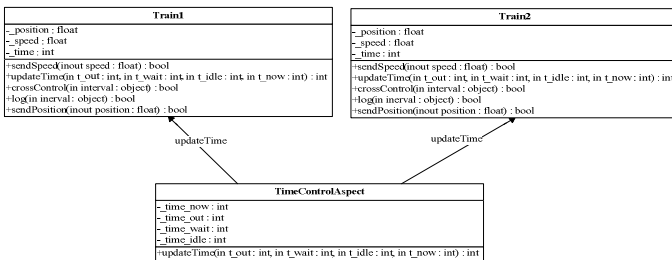 Train1
-_position : float
-_speed : float
-_time : int
+sendSpeed(inout speed : float) : bool
+updateTime(in t_out : int, in t_wait : int, in t_idle : int, in t_now : int) : int
+crossControl(in interval : object) : bool
+log(in inerval : object) : bool
+sendPosition(inout position : float) : bool
Train2
-_position : float
-_speed : float
-_time : int
+sendSpeed(inout speed : float) : bool
+updateTime(in t_out : int, in t_wait : int, in t_idle : int, in t_now : int) : int
+crossControl(in interval : object) : bool
+log(in inerval : object) : bool
+sendPosition(inout position : float) : bool
updateTime
updateTime
TimeControlAspect
-_time_now : int
-_time_out : int
-_time_wait : int
-_time_idle : int
+updateTime(in t_out : int, in t_wait : int, in t_idle : int, in t_now : int) : int